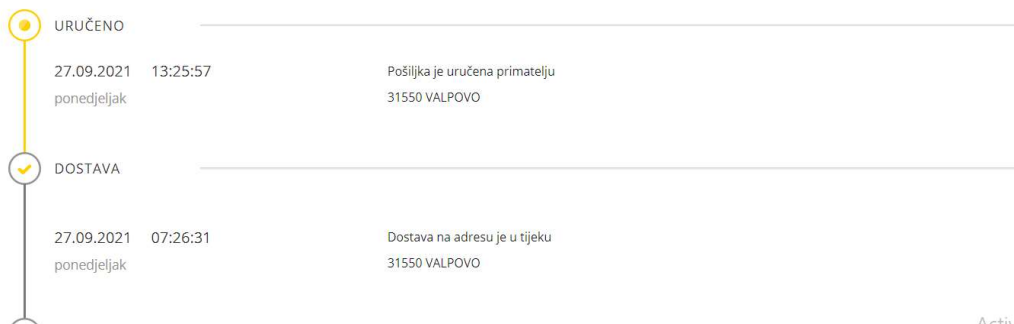 URUČENO
27.09.2021 13:25:57 Pošiljka je uručena primatelju
ponedjeljak 31550 VALPOVO
DOSTAVA
27.09.2021 07:26:31 Dostava na adresu je u tijeku
ponedjeljak 31550 VALPOVO